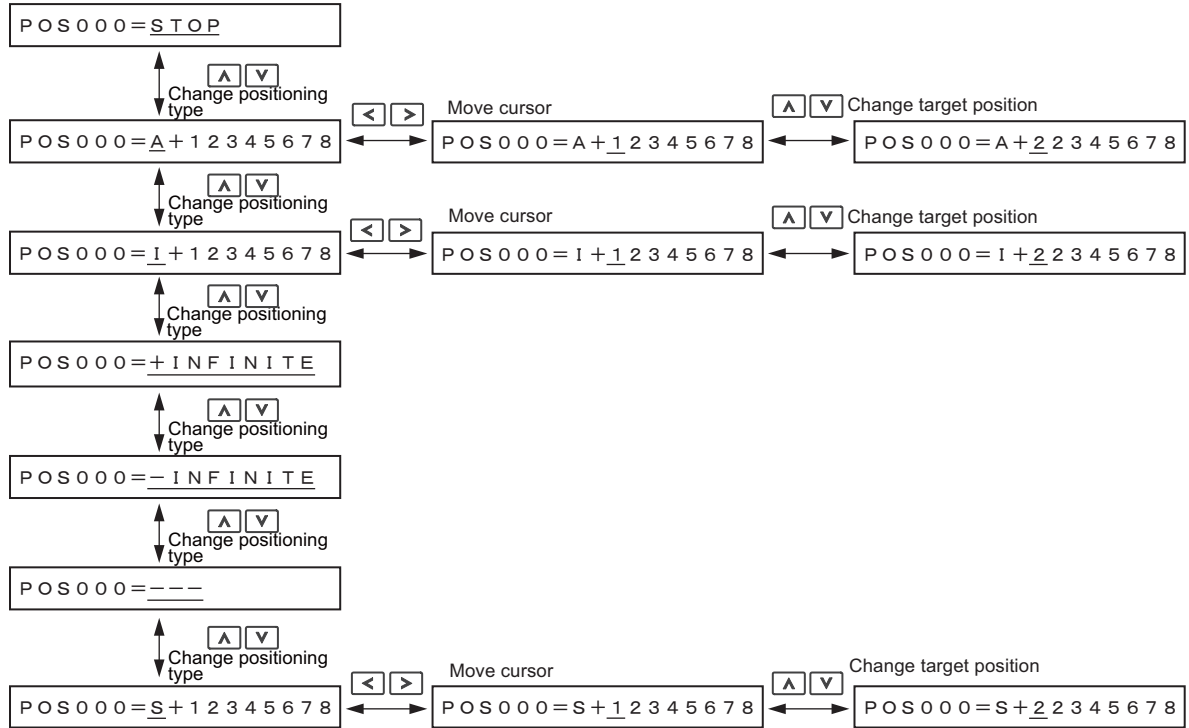 POS000=STOP
∧ ∨
Change positioning
type
< > Move cursor
∧ ∨ Change target position
POS000=A+12345678
POS000=A+12345678
POS000=A+22345678
∧ ∨
Change positioning
type
< > Move cursor
∧ ∨ Change target position
POS000=I+12345678
POS000=I+12345678
POS000=I+22345678
∧ ∨
Change positioning
type
POS000=+INFINITE
∧ ∨
Change positioning
type
POS000=-INFINITE
∧ ∨
Change positioning
type
POS000=---
∧ ∨
Change positioning
type
< > Move cursor
∧ ∨ Change target position
POS000=S+12345678
POS000=S+12345678
POS000=S+22345678